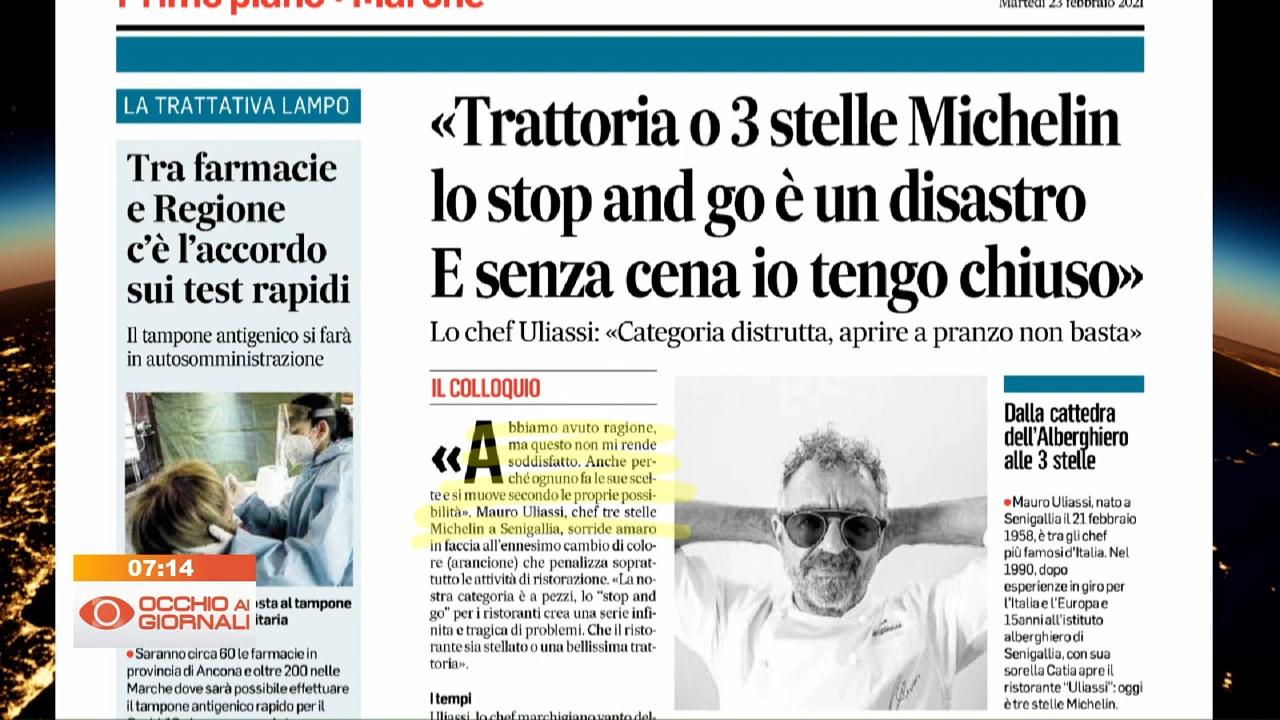 Primo piano • Marche
Martedì 23 febbraio 2021
LA TRATTATIVA LAMPO
Tra farmacie
e Regione
c'è l'accordo
sui test rapidi
Il tampone antigenico si farà
in autosomministrazione
osta al tampone
itaria
•Saranno circa 60 le farmacie in
provincia di Ancona e oltre 200 nelle
Marche dove sarà possibile effettuare
il tampone antigenico rapido per il
«Trattoria o 3 stelle Michelin
lo stop and go è un disastro
E senza cena io tengo chiuso»
Lo chef Uliassi: «Categoria distrutta, aprire a pranzo non basta»
IL COLLOQUIO
«Abbiamo avuto ragione,
ma questo non mi rende
soddisfatto. Anche per-
ché ognuno fa le sue scel-
te e si muove secondo le proprie possi-
bilità». Mauro Uliassi, chef tre stelle
Michelin a Senigallia, sorride amaro
in faccia all'ennesimo cambio di colo-
re (arancione) che penalizza soprat-
tutto le attività di ristorazione. «La no-
stra categoria è a pezzi, lo "stop and
go" per i ristoranti crea una serie infi-
nita e tragica di problemi. Che il risto-
rante sia stellato o una bellissima trat-
toria».
I tempi
Uliassi, lo chef marchigiano vanto del-
Dalla cattedra
dell'Alberghiero
alle 3 stelle
•Mauro Uliassi, nato a
Senigallia il 21 febbraio
1958, è tra gli chef
più famosi d'Italia. Nel
1990, dopo
esperienze in giro per
l'Italia e l'Europa e
15anni all'istituto
alberghiero di
Senigallia, con sua
sorella Catia apre il
ristorante "Uliassi": oggi
è tre stelle Michelin.
07:14
OCCHIO AI
GIORNALI